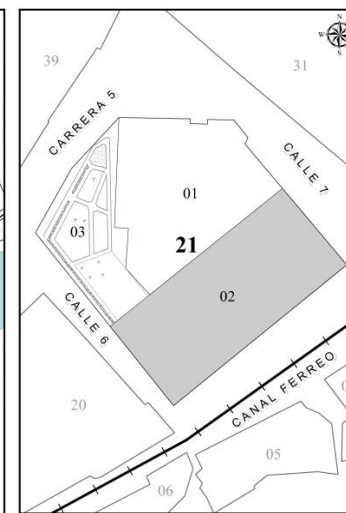 N
W E
S
39
31
CARRERA 5
CALLE 7
01
03
21
02
CALLE 6
20
CANAL FERREO
05
06